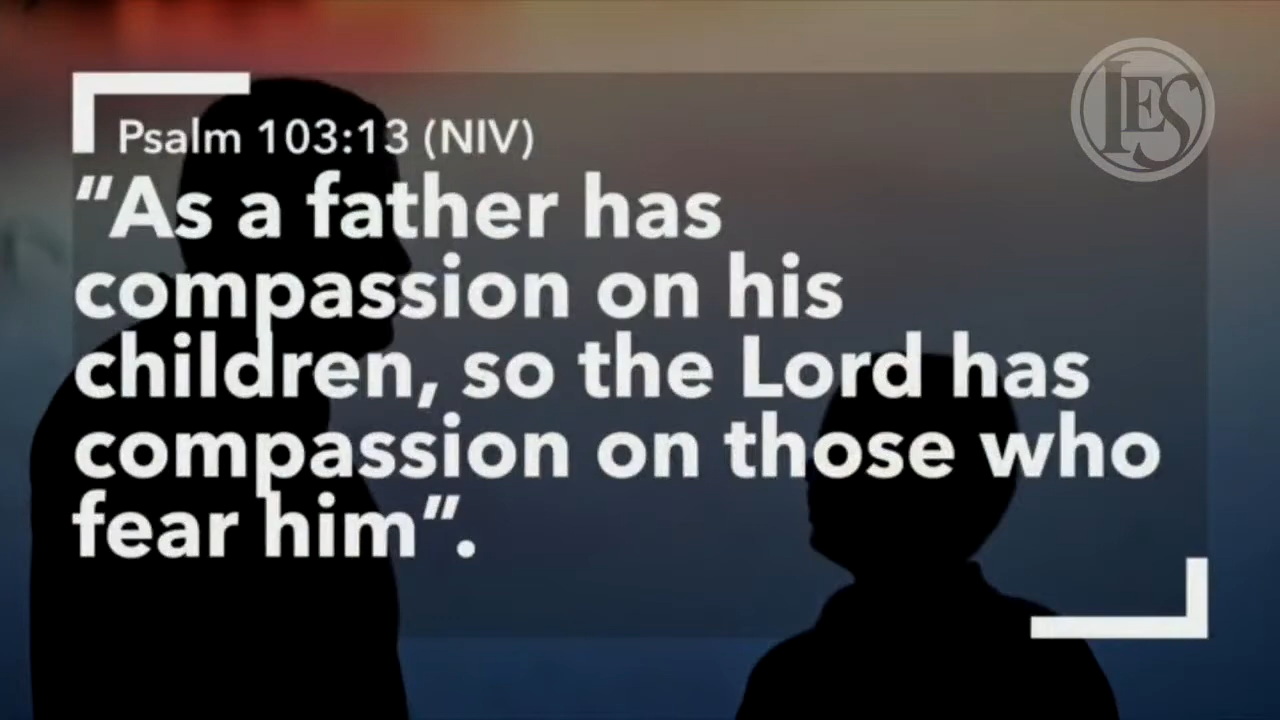 Psalm 103:13 (NIV)
“As a father has
compassion on his
children, so the Lord has
compassion on those who
fear him”.
LES